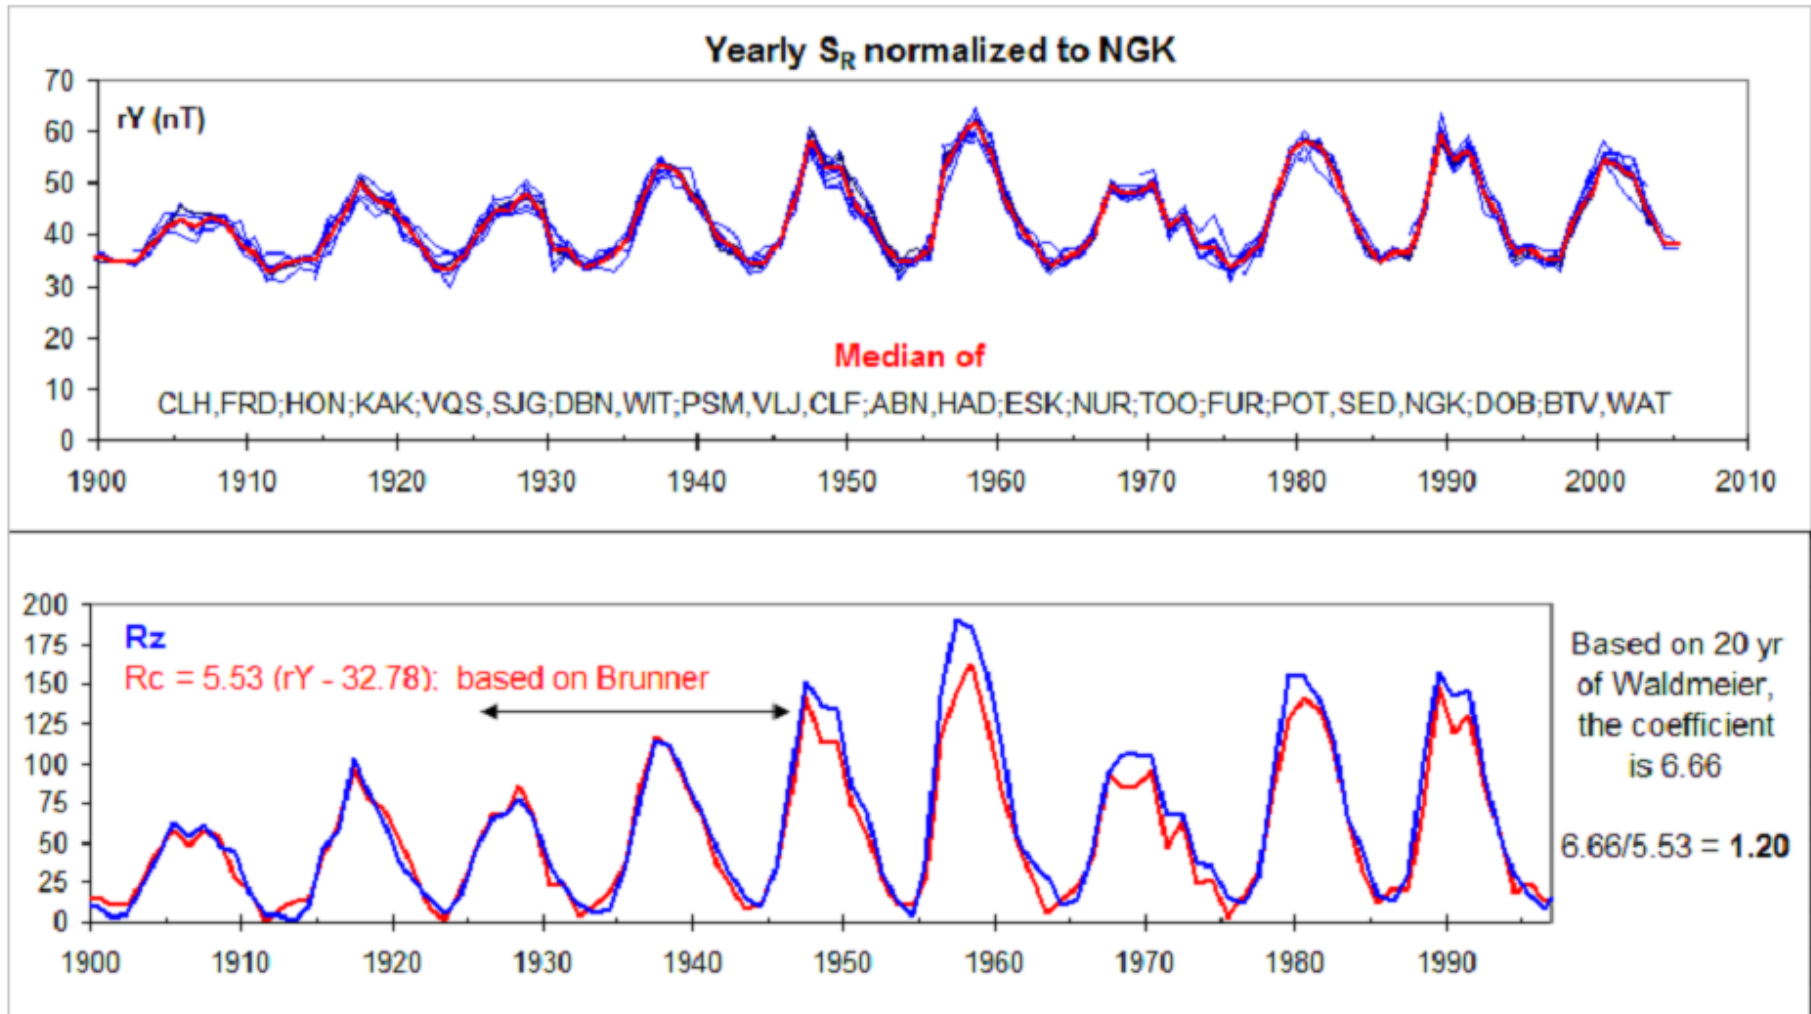 Yearly SR normalized to NGK
70
60
50
40
30
20
10
0
rY (nT)
Median of
CLH,FRD;HON;KAK;VQS,SJG;DBN,WIT;PSM,VLJ,CLF;ABN,HAD;ESK;NUR;TOO;FUR;POT,SED,NGK;DOB;BTV,WAT
1900 1910 1920 1930 1940 1950 1960 1970 1980 1990 2000 2010
200
175
150
125
100
75
50
25
0
Rz
Rc = 5.53 (rY - 32.78); based on Brunner
1900 1910 1920 1930 1940 1950 1960 1970 1980 1990
Based on 20 yr
of Waldmeier,
the coefficient
is 6.66
6.66/5.53 = 1.20